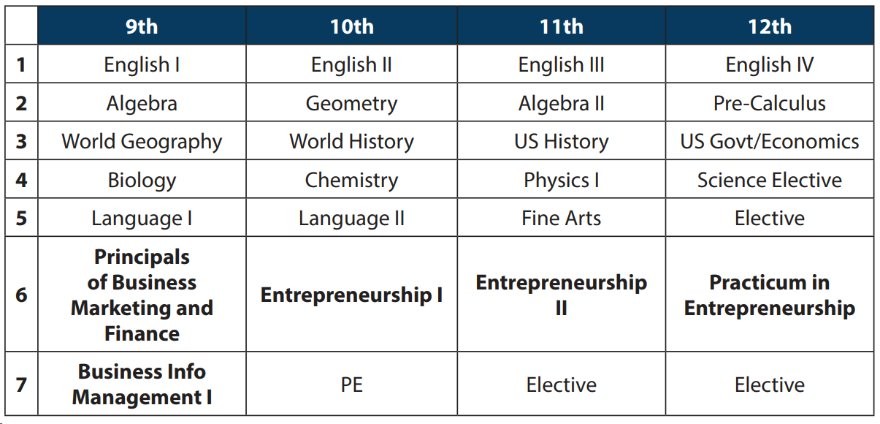 9th 10th 11th 12th
1 English I English II English III English IV
2 Algebra Geometry Algebra II Pre-Calculus
3 World Geography World History US History US Govt/Economics
4 Biology Chemistry Physics I Science Elective
5 Language I Language II Fine Arts Elective
6
Principals
of Business
Marketing and
Finance
Entrepreneurship I
Entrepreneurship
II
Practicum in
Entrepreneurship
7
Business Info
Management I
PE
Elective
Elective